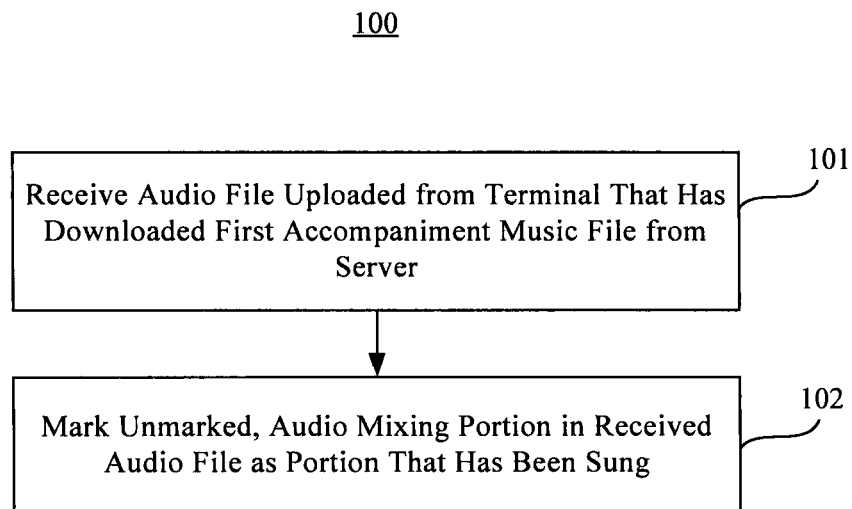 100
101
Receive Audio File Uploaded from Terminal That Has
Downloaded First Accompaniment Music File from
Server
102
Mark Unmarked, Audio Mixing Portion in Received
Audio File as Portion That Has Been Sung